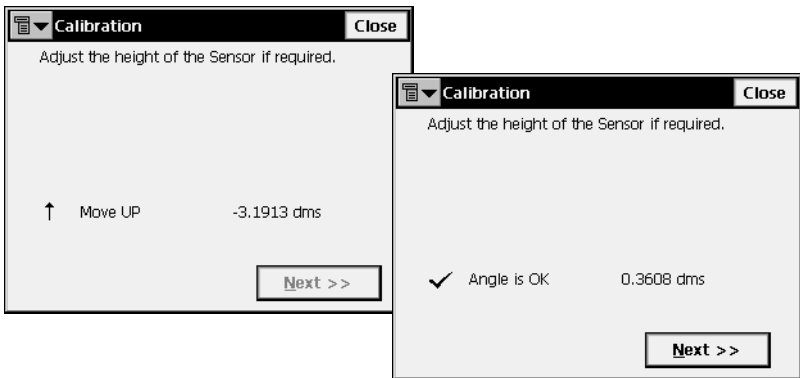 Calibration Close
Adjust the height of the Sensor if required.
Move UP -3.1913 dms
Next >>
Calibration Close
Adjust the height of the Sensor if required.
Angle is OK 0.3608 dms
Next >>